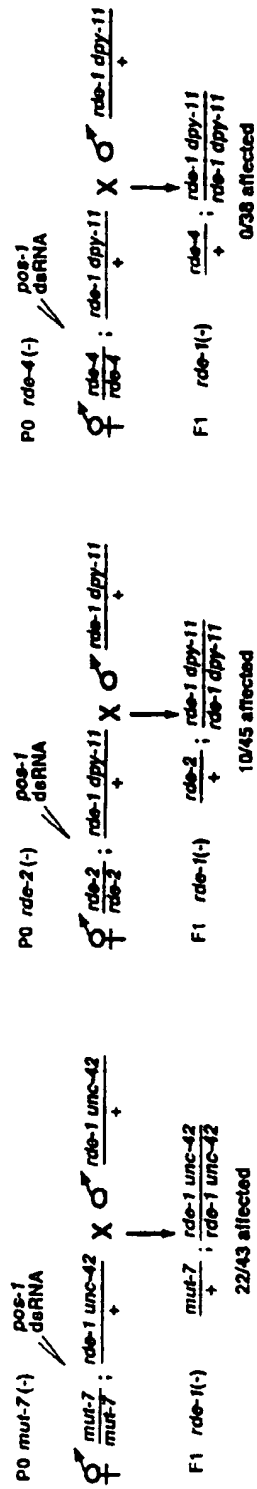 P0 mut-7 (-)
pos-1
dsRNA
mut-7 ; rde-1 unc-42 X rde-1 unc-42
mut-7 + +
F1 rde-1(-)
mut-7 ; rde-1 unc-42
+ rde-1 unc-42
22/43 affected
P0 rde-2 (-)
pos-1
dsRNA
rde-2 ; rde-1 dpy-11 X rde-1 dpy-11
rde-2 + +
F1 rde-1(-)
rde-2 ; rde-1 dpy-11
+ rde-1 dpy-11
10/45 affected
P0 rde-4 (-)
pos-1
dsRNA
rde-4 ; rde-1 dpy-11 X rde-1 dpy-11
rde-4 + +
F1 rde-1(-)
rde-4 ; rde-1 dpy-11
+ rde-1 dpy-11
0/38 affected